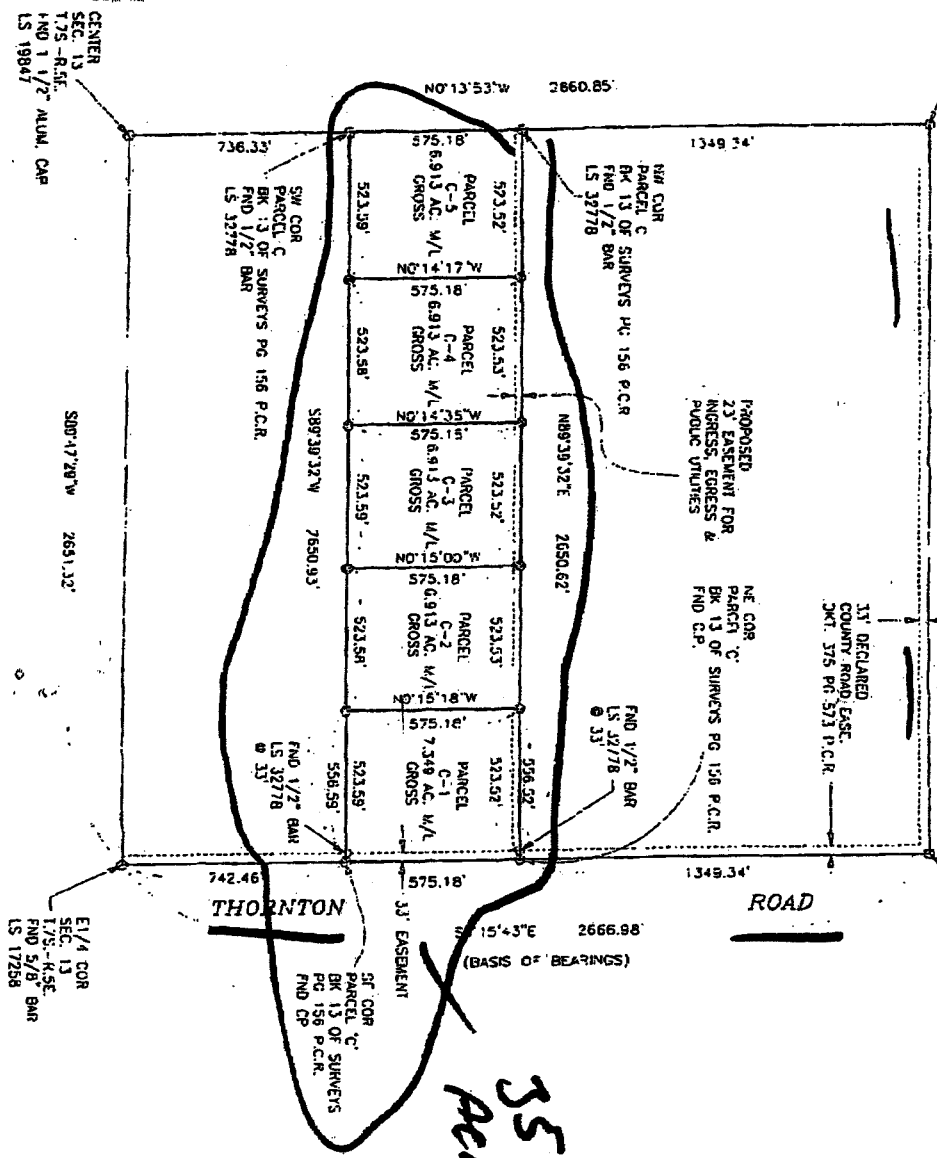 CENTER
SEC. 13
T.7S.-R.5E.
FND 1 1/2" ALUM. CAP
LS 19847
N0°13'53"W 2660.85'
736.33'
575.18'
1349.34'
SW COR
PARCEL C
BK 13 OF SURVEYS PG 156 P.C.R.
FND 1/2" BAR
LS 32778
NW COR
PARCEL C
BK 13 OF SURVEYS PG 156 P.C.R
FND 1/2" BAR
LS 32778
523.59'
PARCEL
C-5
6.913 AC. M/L
GROSS
523.52'
N0°14'17"W
575.18'
523.58'
PARCEL
C-4
6.913 AC. M/L
GROSS
523.53'
N0°14'35"W
575.15'
523.59'
PARCEL
C-3
6.913 AC. M/L
GROSS
523.52'
N0°15'00"W
575.18'
523.58'
PARCEL
C-2
6.913 AC. M/L
GROSS
523.53'
N0°15'18"W
575.18'
523.59'
PARCEL
C-1
7.349 AC. M/L
GROSS
523.52'
556.59'
556.52'
PROPOSED
23' EASEMENT FOR
INGRESS, EGRESS &
PUBLIC UTILITIES
N89°39'32"E 2650.62'
S89°39'32"W 7650.93'
2651.32'
NE COR
PARCEL 'C'
BK 13 OF SURVEYS PG 156 P.C.R.
FND C.P.
33' DECLARED
COUNTY ROAD EASE.
DKT. 375 PG 573 P.C.R.
FND 1/2" BAR
LS 32778
@ 33'
FND 1/2" BAR
LS 32778
@ 33'
742.46'
575.18'
1349.34'
THORNTON
ROAD
33' EASEMENT
15'43"E 2666.98'
(BASIS OF BEARINGS)
E1/4 COR
SEC. 13
T.7S.-R.5E.
FND 5/8" BAR
LS 17258
SE COR
PARCEL 'C'
BK 13 OF SURVEYS
PG 156 P.C.R.
FND CP
35
Ac.